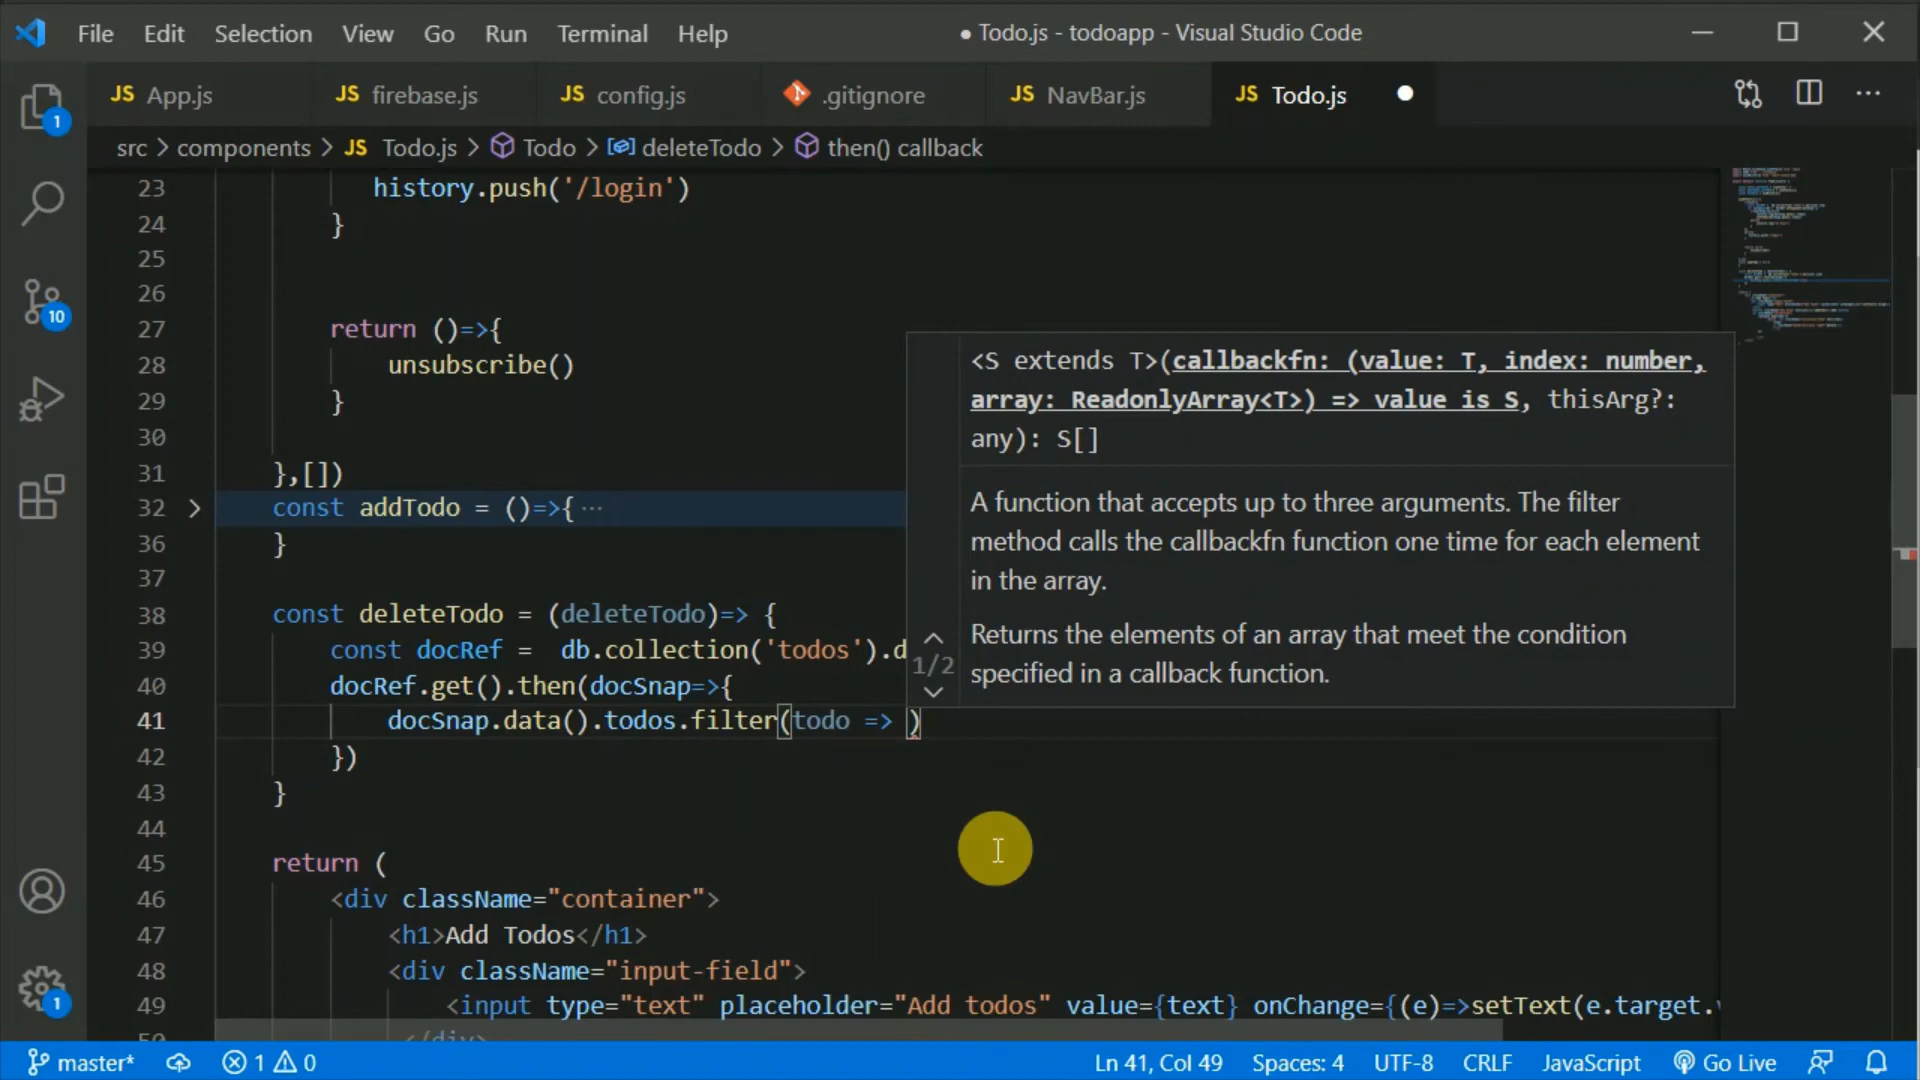 File Edit Selection View Go Run Terminal Help ● Todo.js - todoapp - Visual Studio Code
JS App.js JS firebase.js JS config.js .gitignore JS NavBar.js JS Todo.js
src > components > JS Todo.js > Todo > deleteTodo > then() callback
23 history.push('/login')
24 }
25
26
27 return ()=>{
28 unsubscribe()
29 }
30
31 },[])
32 const addTodo = ()=>{ ···
36 }
37
38 const deleteTodo = (deleteTodo)=> {
39 const docRef = db.collection('todos').d
40 docRef.get().then(docSnap=>{
41 docSnap.data().todos.filter(todo => )
42 })
43 }
44
45 return (
46 <div className="container">
47 <h1>Add Todos</h1>
48 <div className="input-field">
49 <input type="text" placeholder="Add todos" value={text} onChange={(e)=>setText(e.target.
50 </div>
<S extends T>(callbackfn: (value: T, index: number,
array: ReadonlyArray<T>) => value is S, thisArg?:
any): S[]
A function that accepts up to three arguments. The filter
method calls the callbackfn function one time for each element
in the array.
1/2
Returns the elements of an array that meet the condition
specified in a callback function.
1
10
1
master* 1 0 Ln 41, Col 49 Spaces: 4 UTF-8 CRLF JavaScript Go Live